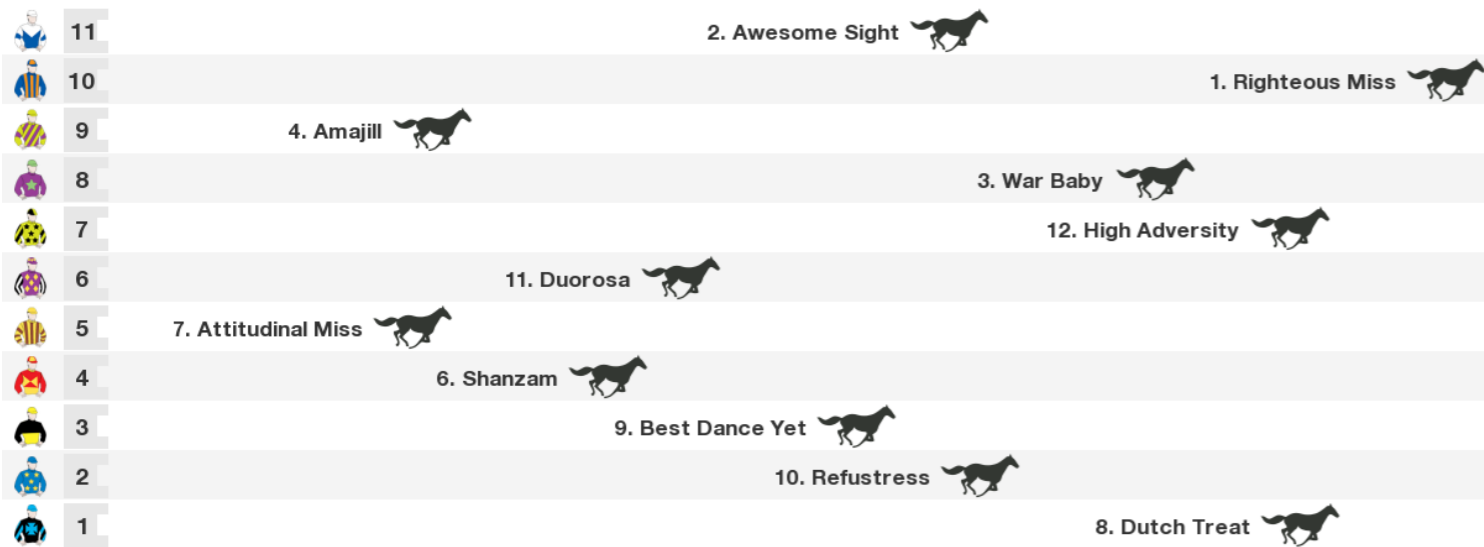 11 2. Awesome Sight
10 1. Righteous Miss
9 4. Amajill
8 3. War Baby
7 12. High Adversity
6 11. Duorosa
5 7. Attitudinal Miss
4 6. Shanzam
3 9. Best Dance Yet
2 10. Refustress
1 8. Dutch Treat